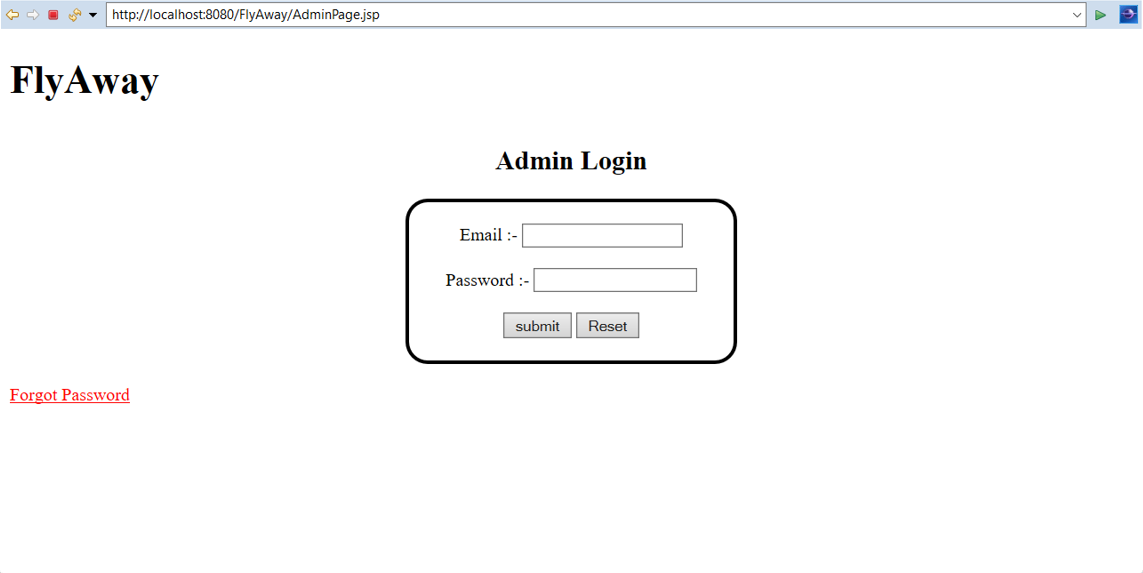 http://localhost:8080/FlyAway/AdminPage.jsp
FlyAway
Admin Login
Email :-
Password :-
submit Reset
Forgot Password